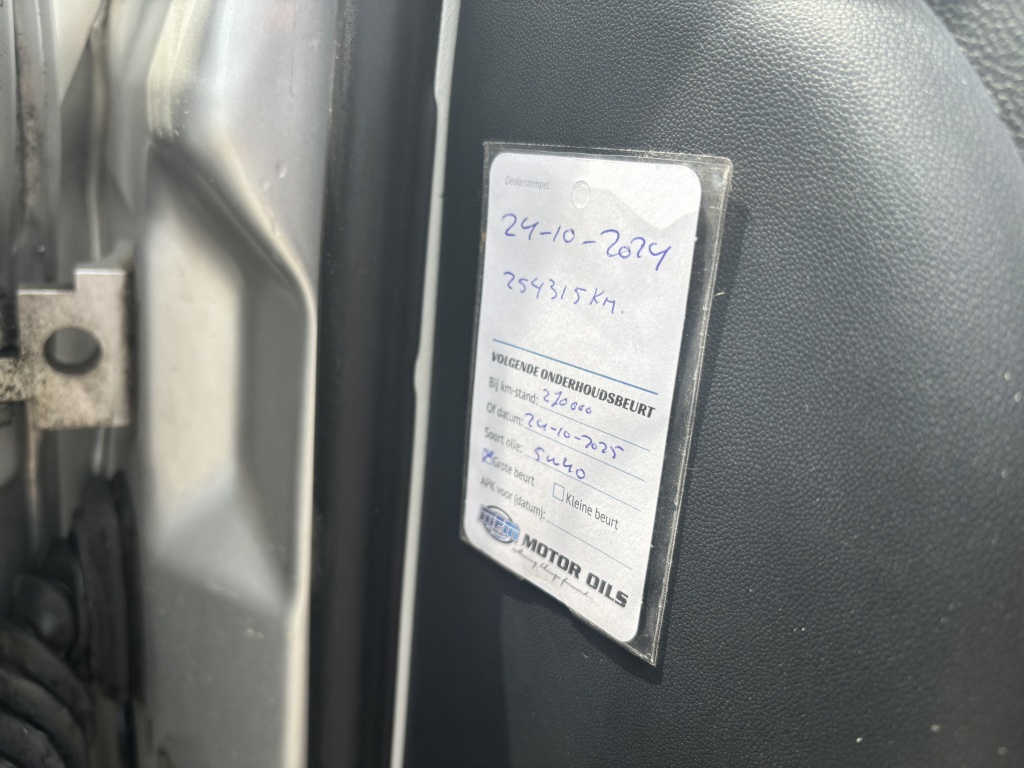 Dealerstempel:
24-10-2024
254315 KM.
VOLGENDE ONDERHOUDSBEURT
Bij km-stand: 270000
Of datum: 24-10-2025
Soort olie: 5W40
Grote beurt Kleine beurt
APK voor (datum):
MPM MOTOR OILS